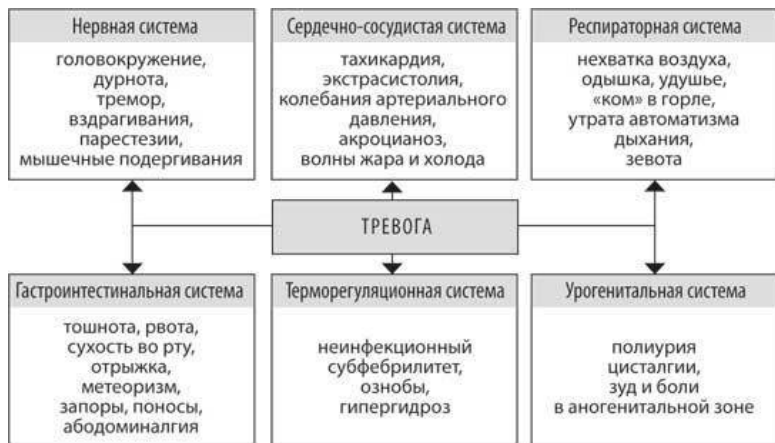 Нервная система
головокружение,
дурнота,
тремор,
вздрагивания,
парестезии,
мышечные подергивания
Сердечно-сосудистая система
тахикардия,
экстрасистолия,
колебания артериального
давления,
акроцианоз,
волны жара и холода
Респираторная система
нехватка воздуха,
одышка, удушье,
«ком» в горле,
утрата автоматизма
дыхания,
зевота
ТРЕВОГА
Гастроинтестинальная система
тошнота, рвота,
сухость во рту,
отрыжка,
метеоризм,
запоры, поносы,
абодоминалгия
Терморегуляционная система
неинфекционный
субфебрилитет,
ознобы,
гипергидроз
Урогенитальная система
полиурия
цисталгии,
зуд и боли
в аногенитальной зоне